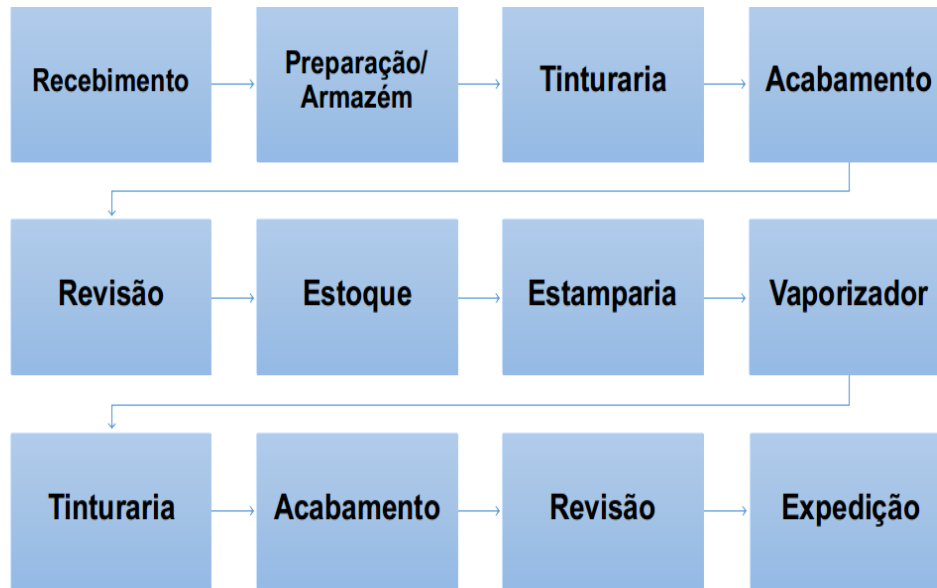 Recebimento
Preparação/
Armazém
Tinturaria
Acabamento
Revisão
Estoque
Estamparia
Vaporizador
Tinturaria
Acabamento
Revisão
Expedição